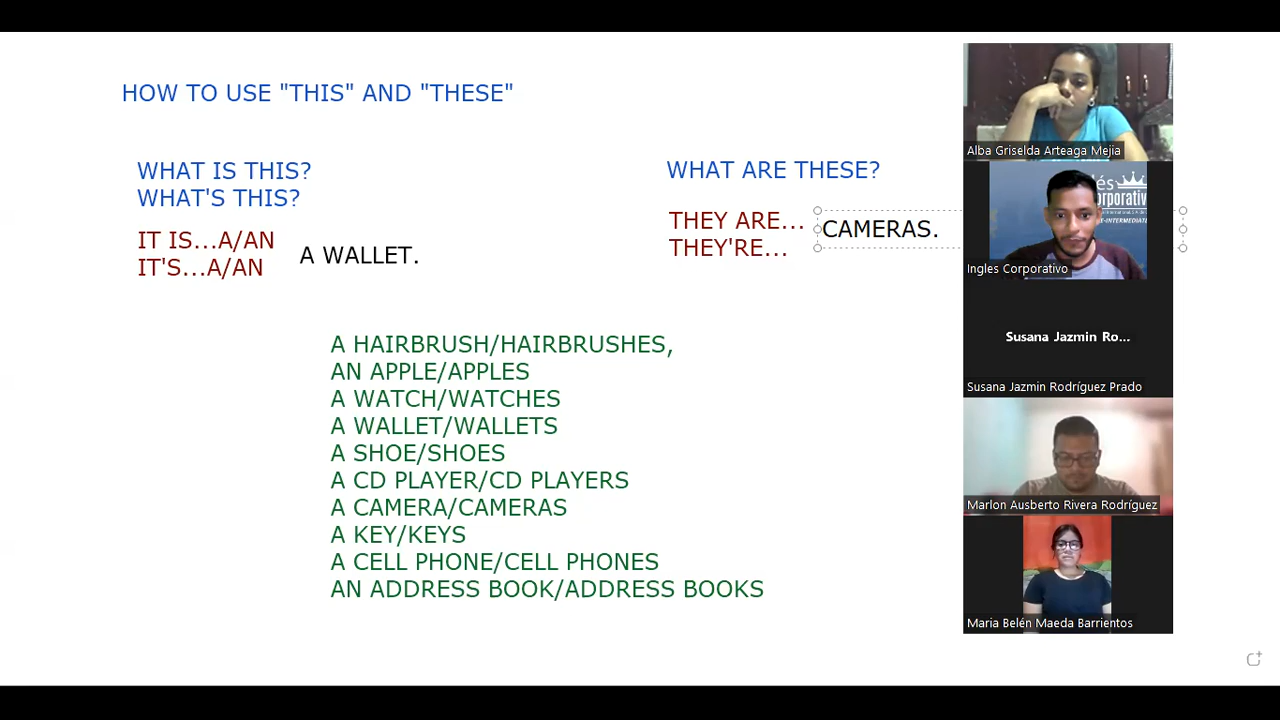 HOW TO USE "THIS" AND "THESE"
WHAT IS THIS?
WHAT'S THIS?
IT IS...A/AN
IT'S...A/AN
A WALLET.
WHAT ARE THESE?
THEY ARE...
THEY'RE...
CAMERAS.
A HAIRBRUSH/HAIRBRUSHES,
AN APPLE/APPLES
A WATCH/WATCHES
A WALLET/WALLETS
A SHOE/SHOES
A CD PLAYER/CD PLAYERS
A CAMERA/CAMERAS
A KEY/KEYS
A CELL PHONE/CELL PHONES
AN ADDRESS BOOK/ADDRESS BOOKS
Alba Griselda Arteaga Mejia
Ingles Corporativo
Susana Jazmin Ro...
Susana Jazmin Rodríguez Prado
Marlon Ausberto Rivera Rodríguez
Maria Belén Maeda Barrientos